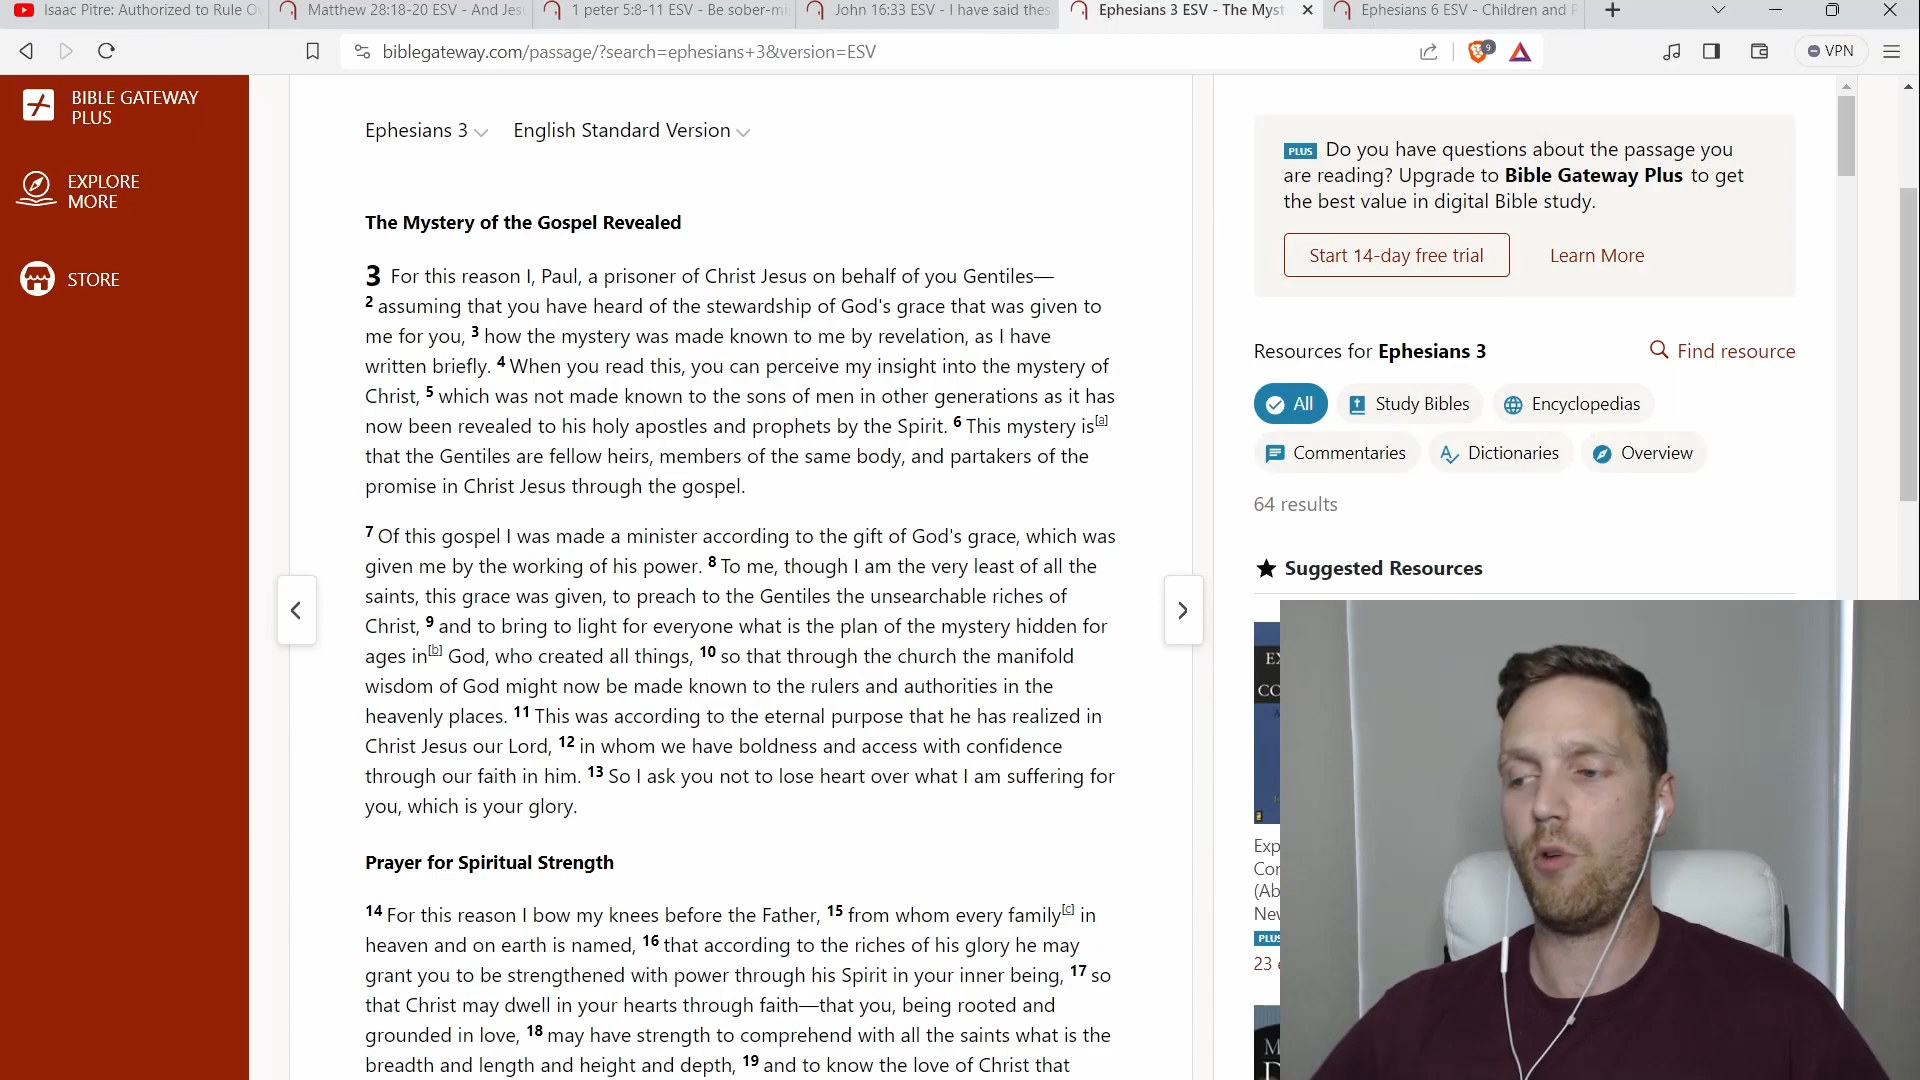 Isaac Pitre: Authorized to Rule O
Matthew 28:18-20 ESV - And Jesu
1 peter 5:8-11 ESV - Be sober-mi
John 16:33 ESV - I have said thes
Ephesians 3 ESV - The Myst
Ephesians 6 ESV - Children and P
biblegateway.com/passage/?search=ephesians+3&version=ESV
9
VPN
BIBLE GATEWAY
PLUS
EXPLORE
MORE
STORE
Ephesians 3 English Standard Version
The Mystery of the Gospel Revealed
3 For this reason I, Paul, a prisoner of Christ Jesus on behalf of you Gentiles—
2 assuming that you have heard of the stewardship of God's grace that was given to
me for you, 3 how the mystery was made known to me by revelation, as I have
written briefly. 4 When you read this, you can perceive my insight into the mystery of
Christ, 5 which was not made known to the sons of men in other generations as it has
now been revealed to his holy apostles and prophets by the Spirit. 6 This mystery is[a]
that the Gentiles are fellow heirs, members of the same body, and partakers of the
promise in Christ Jesus through the gospel.
7 Of this gospel I was made a minister according to the gift of God's grace, which was
given me by the working of his power. 8 To me, though I am the very least of all the
saints, this grace was given, to preach to the Gentiles the unsearchable riches of
Christ, 9 and to bring to light for everyone what is the plan of the mystery hidden for
ages in[b] God, who created all things, 10 so that through the church the manifold
wisdom of God might now be made known to the rulers and authorities in the
heavenly places. 11 This was according to the eternal purpose that he has realized in
Christ Jesus our Lord, 12 in whom we have boldness and access with confidence
through our faith in him. 13 So I ask you not to lose heart over what I am suffering for
you, which is your glory.
Prayer for Spiritual Strength
14 For this reason I bow my knees before the Father, 15 from whom every family[c] in
heaven and on earth is named, 16 that according to the riches of his glory he may
grant you to be strengthened with power through his Spirit in your inner being, 17 so
that Christ may dwell in your hearts through faith—that you, being rooted and
grounded in love, 18 may have strength to comprehend with all the saints what is the
breadth and length and height and depth, 19 and to know the love of Christ that
PLUS Do you have questions about the passage you
are reading? Upgrade to Bible Gateway Plus to get
the best value in digital Bible study.
Start 14-day free trial
Learn More
Resources for Ephesians 3
Find resource
All
Study Bibles
Encyclopedias
Commentaries
Dictionaries
Overview
64 results
Suggested Resources
EX
CO
Exp
Cor
(Ab
Nev
PLUS
23 e
M
D